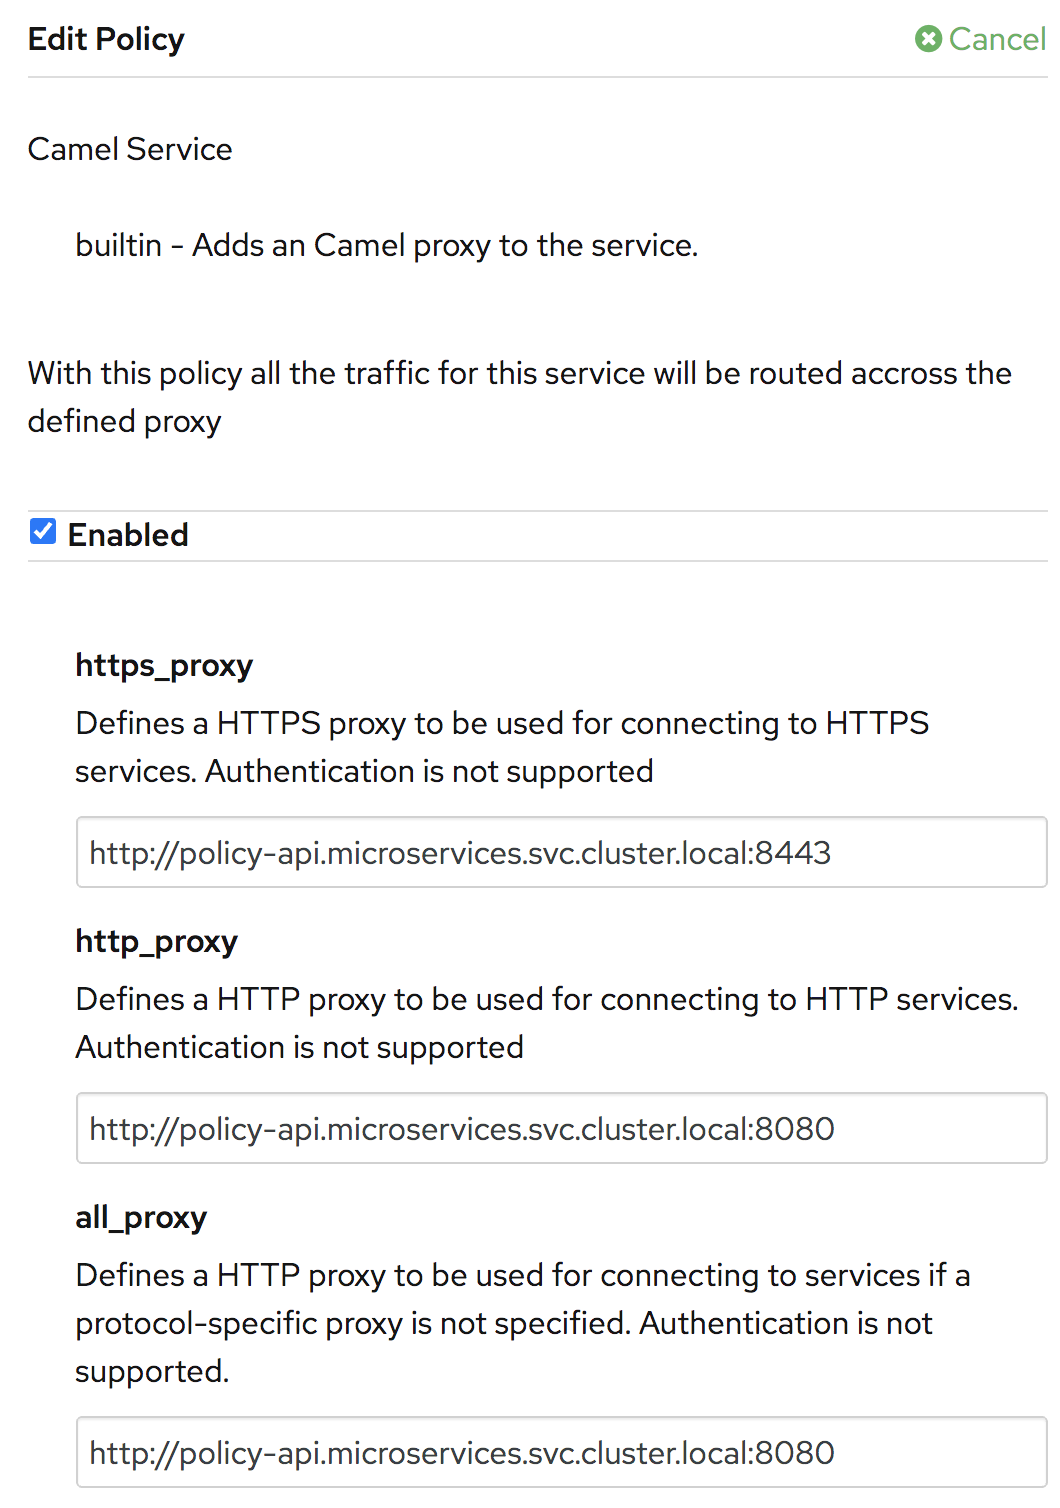 Edit Policy
Cancel
Camel Service
builtin - Adds an Camel proxy to the service.
With this policy all the traffic for this service will be routed accross the
defined proxy
Enabled
https_proxy
Defines a HTTPS proxy to be used for connecting to HTTPS
services. Authentication is not supported
http://policy-api.microservices.svc.cluster.local:8443
http_proxy
Defines a HTTP proxy to be used for connecting to HTTP services.
Authentication is not supported
http://policy-api.microservices.svc.cluster.local:8080
all_proxy
Defines a HTTP proxy to be used for connecting to services if a
protocol-specific proxy is not specified. Authentication is not
supported.
http://policy-api.microservices.svc.cluster.local:8080